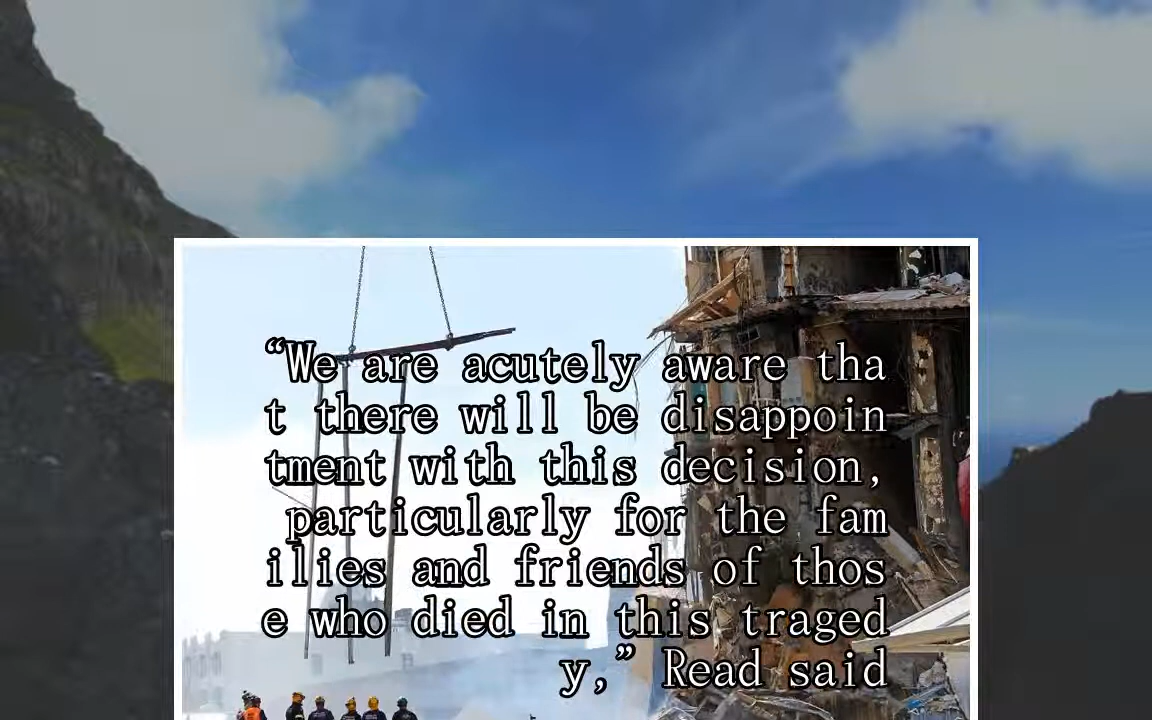 “We are acutely aware tha
t there will be disappoin
tment with this decision,
particularly for the fam
ilies and friends of thos
e who died in this traged
y,” Read said